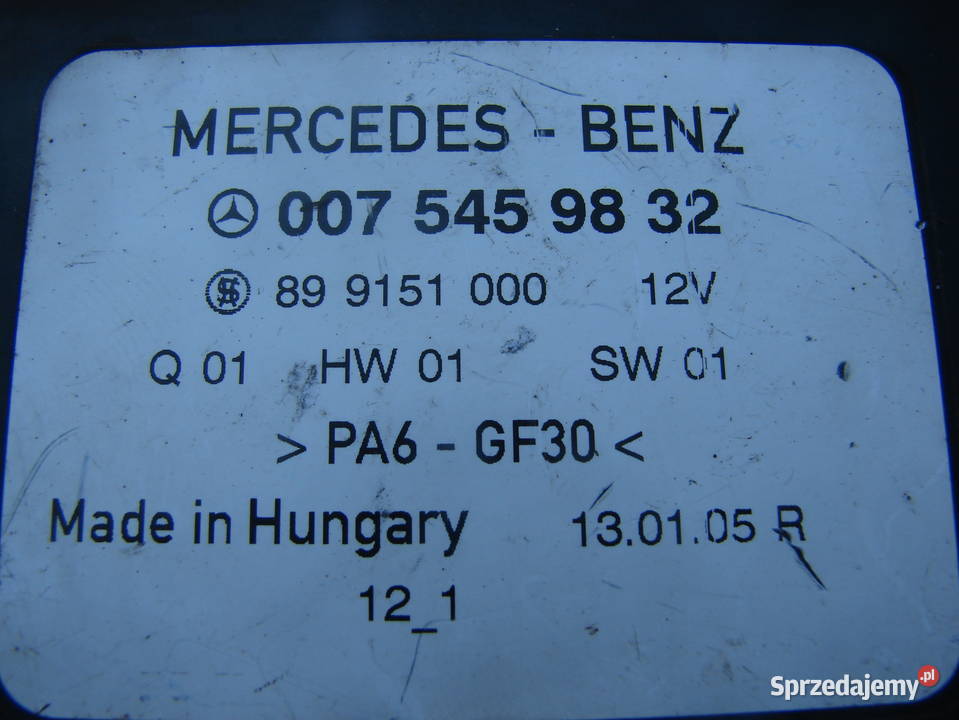 MERCEDES - BENZ
007 545 98 32
89 9151 000 12V
Q 01 HW 01 SW 01
> PA6 - GF30 <
Made in Hungary 13.01.05 R
12_1
Sprzedajemy.pl